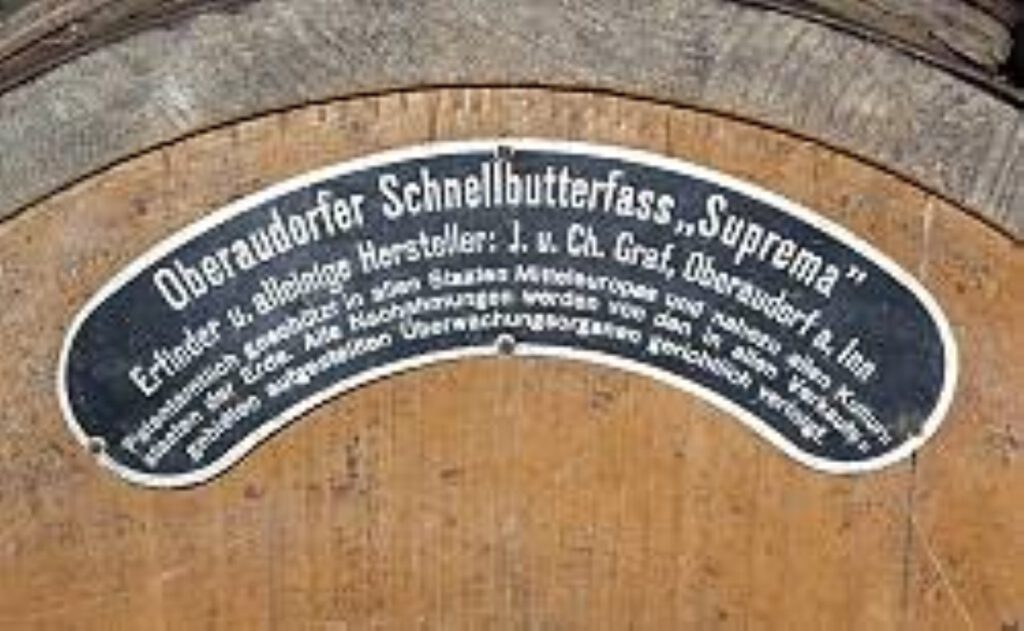 Oberaudorfer Schnellbutterfass „Suprema”
Erfinder u. alleinige Hersteller: J. u. Ch. Graf, Oberaudorf a. Inn
Patentamtlich geschützt in allen Staaten Mitteleuropas und nahezu allen Kultur-
staaten der Erde. Alle Nachahmungen werden von den in allen Verkaufs-
gebieten aufgestellten Überwachungsorganen gerichtlich verfolgt.